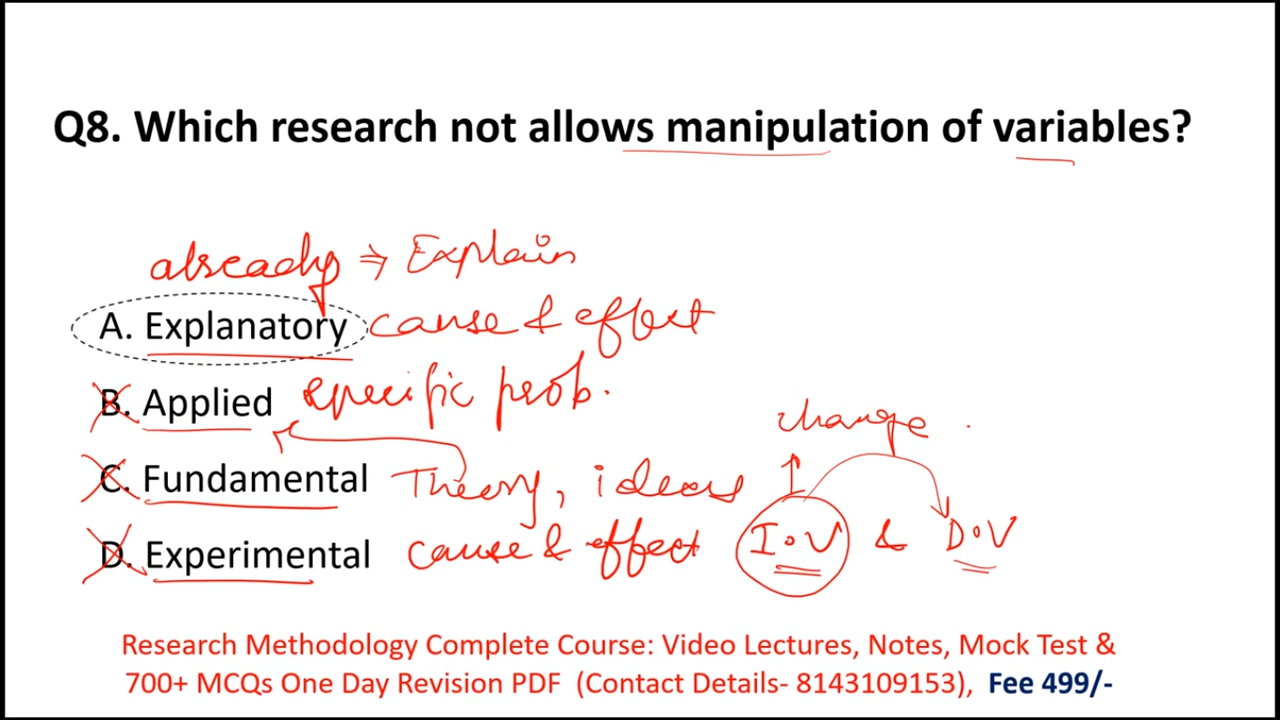 Q8. Which research not allows manipulation of variables?
already ⇒ Explain
A. Explanatory cause & effect
B. Applied specific prob.
change
C. Fundamental Theory, ideas ↑
D. Experimental cause & effect I.V & D.V
Research Methodology Complete Course: Video Lectures, Notes, Mock Test &
700+ MCQs One Day Revision PDF (Contact Details- 8143109153), Fee 499/-